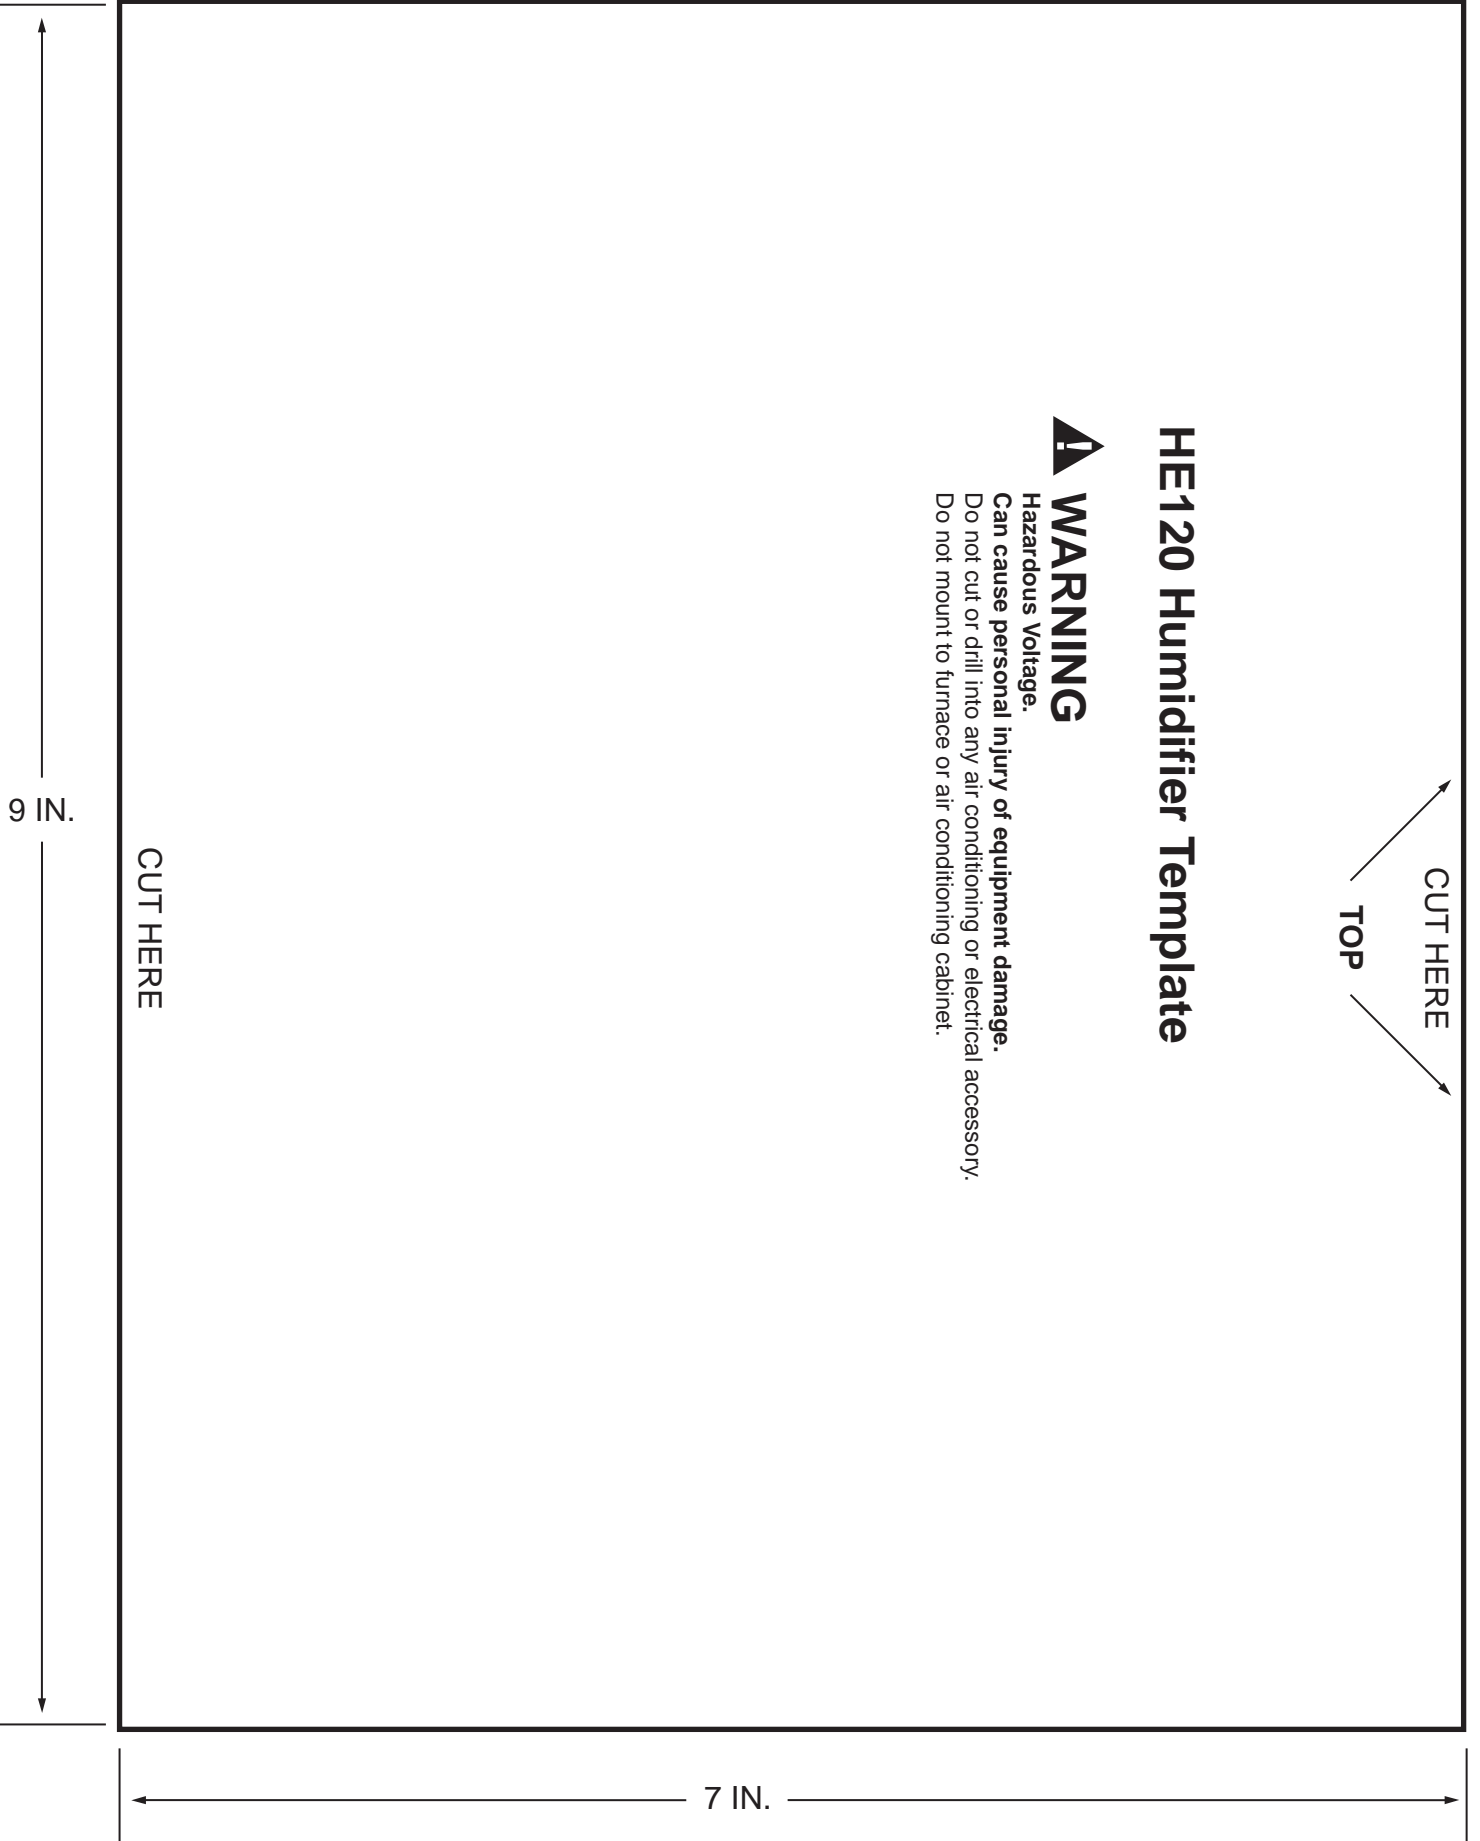 CUT HERE
TOP
HE120 Humidifier Template
WARNING
Hazardous Voltage.
Can cause personal injury of equipment damage.
Do not cut or drill into any air conditioning or electrical accessory.
Do not mount to furnace or air conditioning cabinet.
CUT HERE
9 IN.
7 IN.